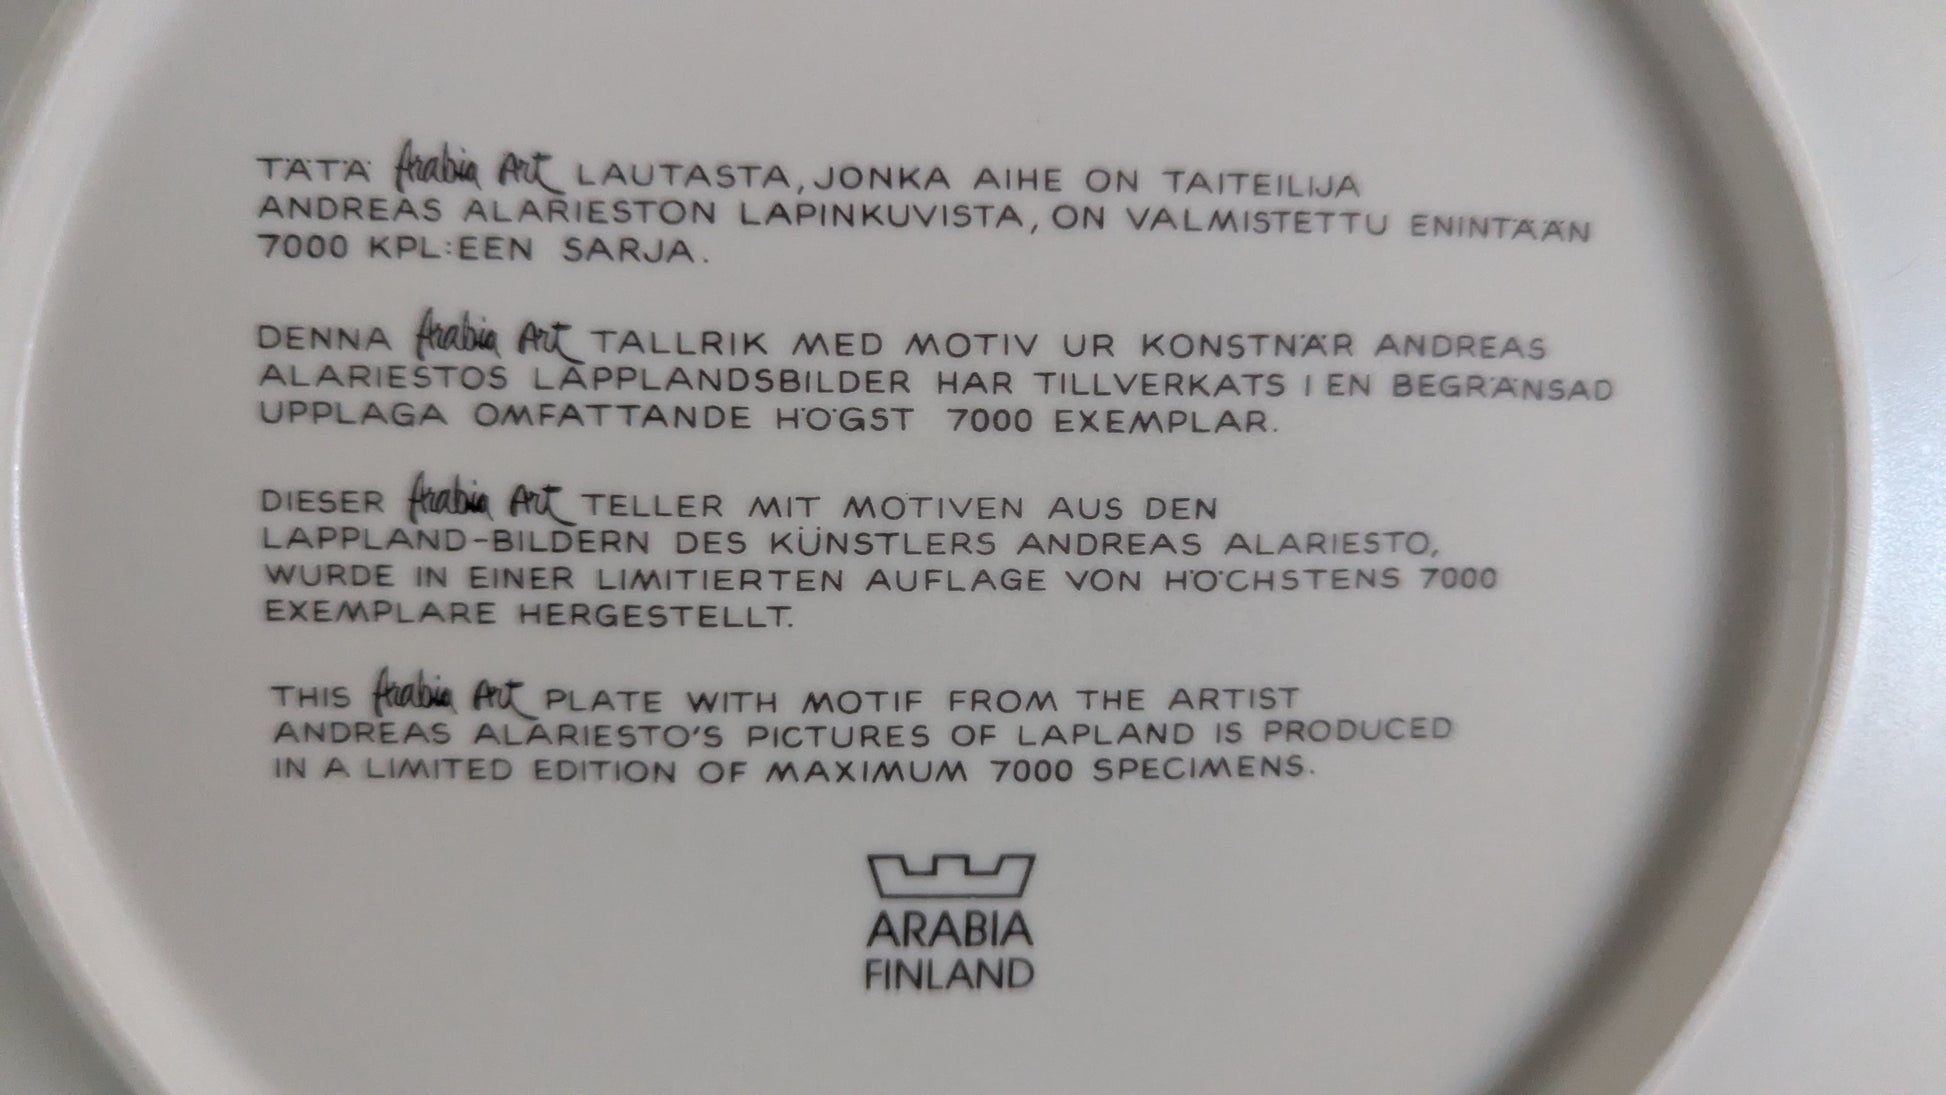 TÄTÄ Arabia Art LAUTASTA, JONKA AIHE ON TAITEILIJA
ANDREAS ALARIESTON LAPINKUVISTA, ON VALMISTETTU ENINTÄÄN
7000 KPL:EEN SARJA.
DENNA Arabia Art TALLRIK MED MOTIV UR KONSTNÄR ANDREAS
ALARIESTOS LAPPLANDSBILDER HAR TILLVERKATS I EN BEGRÄNSAD
UPPLAGA OMFATTANDE HÖGST 7000 EXEMPLAR.
DIESER Arabia Art TELLER MIT MOTIVEN AUS DEN
LAPPLAND-BILDERN DES KÜNSTLERS ANDREAS ALARIESTO,
WURDE IN EINER LIMITIERTEN AUFLAGE VON HÖCHSTENS 7000
EXEMPLARE HERGESTELLT.
THIS Arabia Art PLATE WITH MOTIF FROM THE ARTIST
ANDREAS ALARIESTO'S PICTURES OF LAPLAND IS PRODUCED
IN A LIMITED EDITION OF MAXIMUM 7000 SPECIMENS.
ARABIA
FINLAND